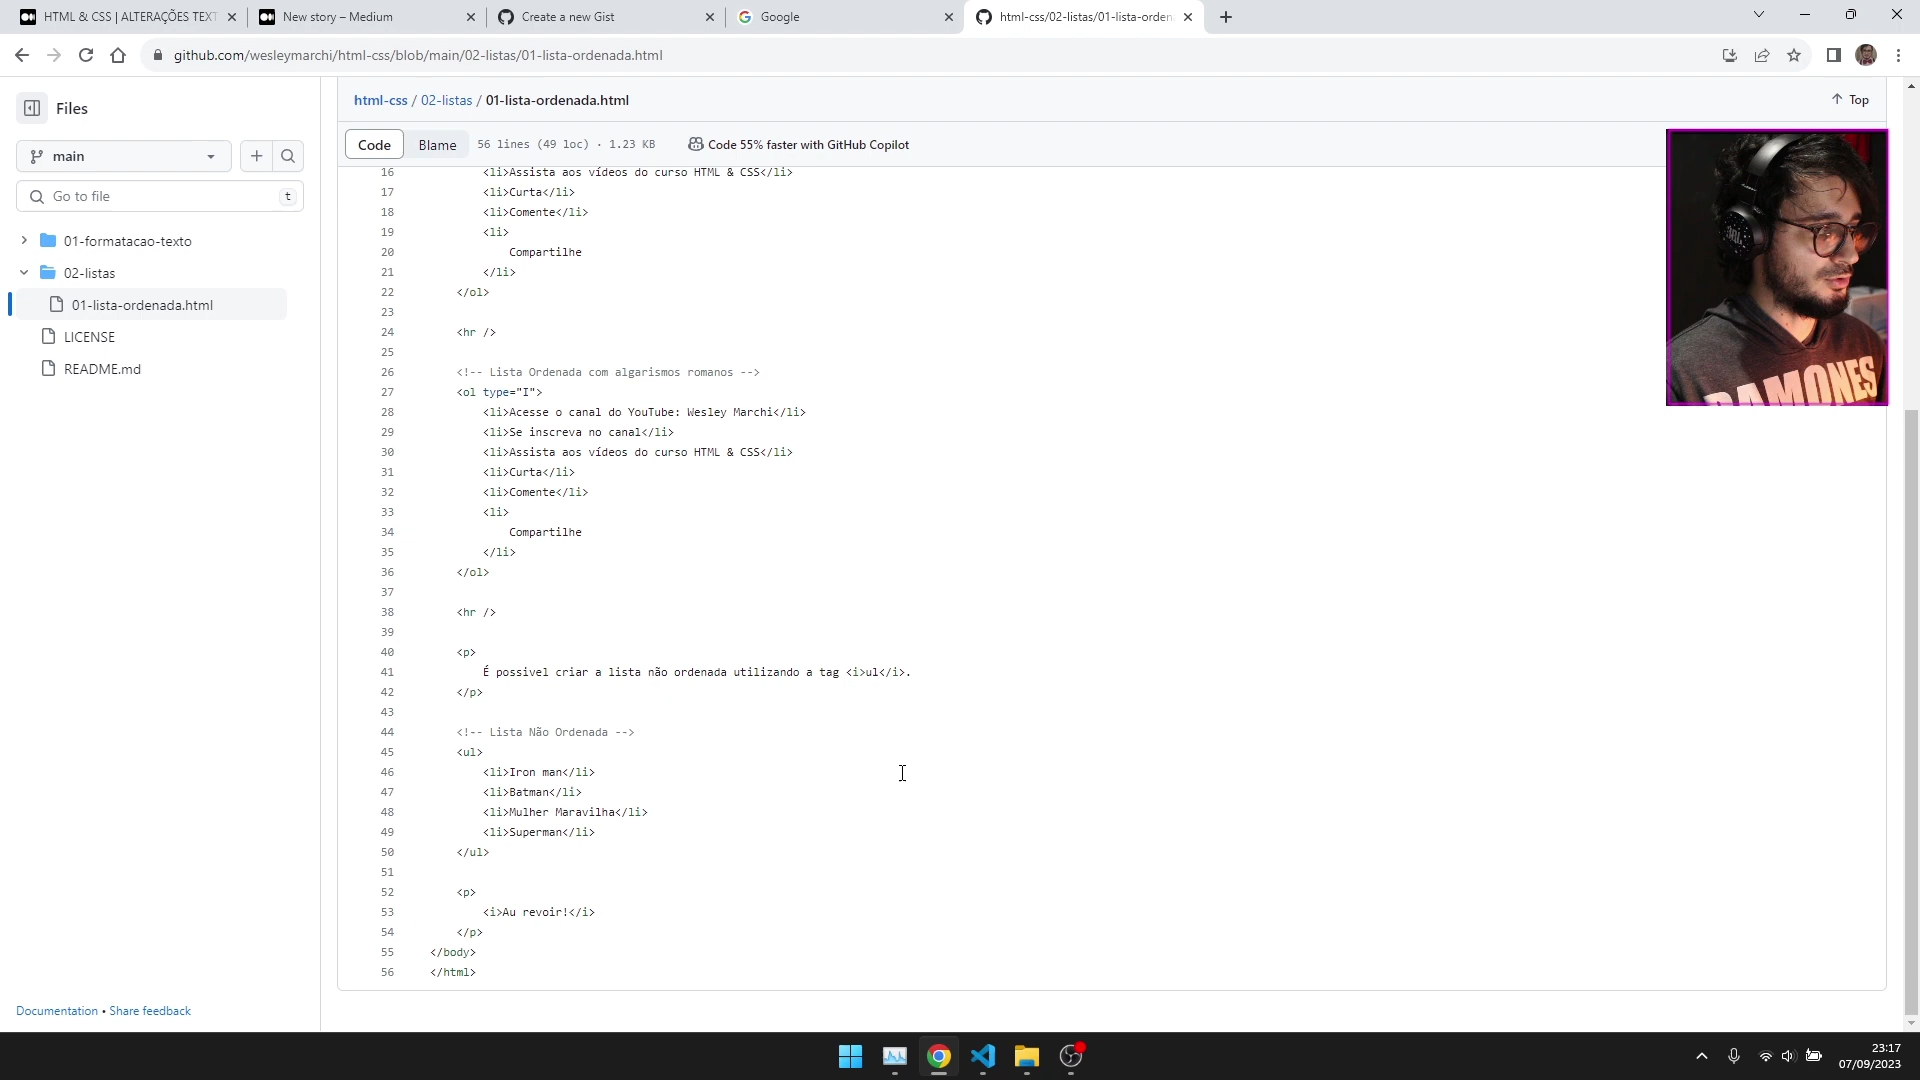 HTML & CSS | ALTERAÇÕES TEXT
New story – Medium
Create a new Gist
Google
html-css/02-listas/01-lista-orden
github.com/wesleymarchi/html-css/blob/main/02-listas/01-lista-ordenada.html
Files
html-css / 02-listas / 01-lista-ordenada.html
Top
main
Code
Blame
56 lines (49 loc) · 1.23 KB
Code 55% faster with GitHub Copilot
Go to file
t
01-formatacao-texto
02-listas
01-lista-ordenada.html
LICENSE
README.md
16 <li>Assista aos vídeos do curso HTML & CSS</li>
17 <li>Curta</li>
18 <li>Comente</li>
19 <li>
20 Compartilhe
21 </li>
22 </ol>
23
24 <hr />
25
26 <!-- Lista Ordenada com algarismos romanos -->
27 <ol type="I">
28 <li>Acesse o canal do YouTube: Wesley Marchi</li>
29 <li>Se inscreva no canal</li>
30 <li>Assista aos vídeos do curso HTML & CSS</li>
31 <li>Curta</li>
32 <li>Comente</li>
33 <li>
34 Compartilhe
35 </li>
36 </ol>
37
38 <hr />
39
40 <p>
41 É possivel criar a lista não ordenada utilizando a tag <i>ul</i>.
42 </p>
43
44 <!-- Lista Não Ordenada -->
45 <ul>
46 <li>Iron man</li>
47 <li>Batman</li>
48 <li>Mulher Maravilha</li>
49 <li>Superman</li>
50 </ul>
51
52 <p>
53 <i>Au revoir!</i>
54 </p>
55 </body>
56 </html>
Documentation • Share feedback
JBL
RAMONES
23:17
07/09/2023